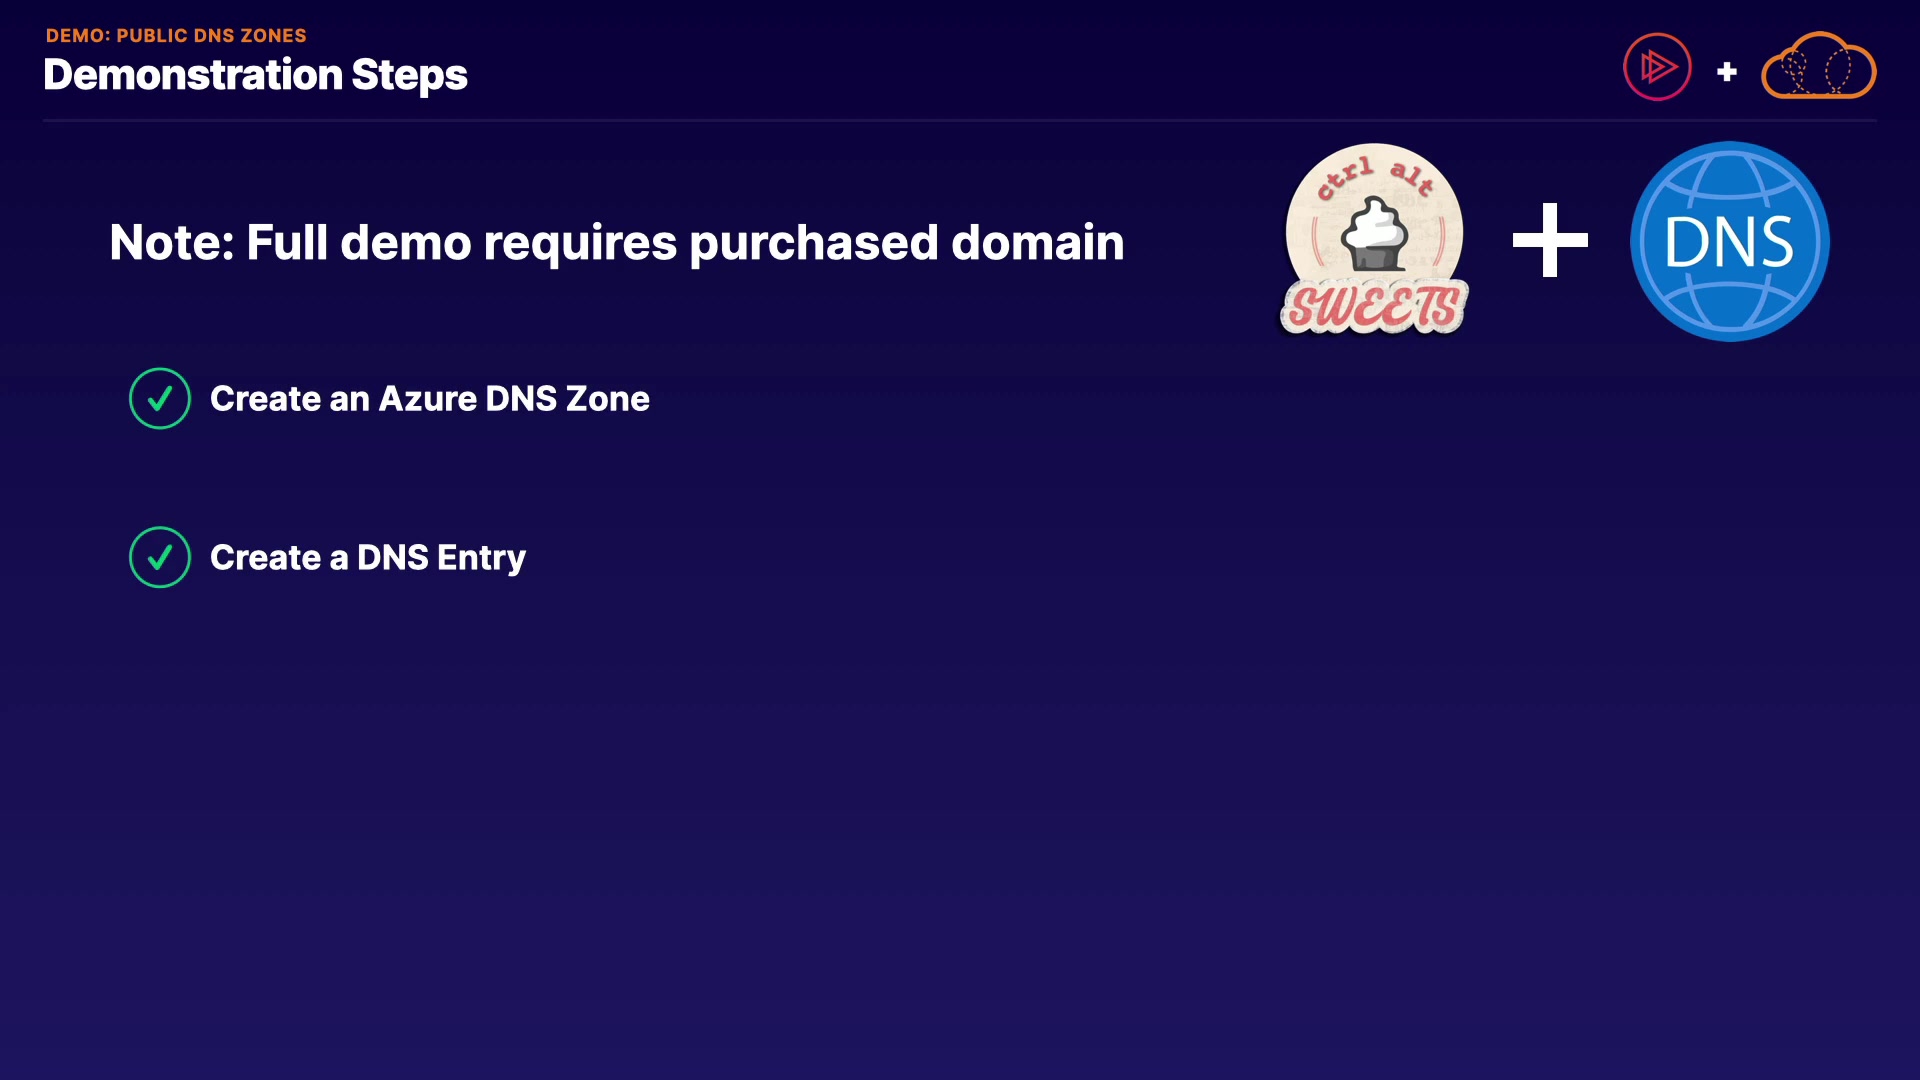 DEMO: PUBLIC DNS ZONES
Demonstration Steps
Note: Full demo requires purchased domain
ctrl alt
SWEETS
DNS
Create an Azure DNS Zone
Create a DNS Entry